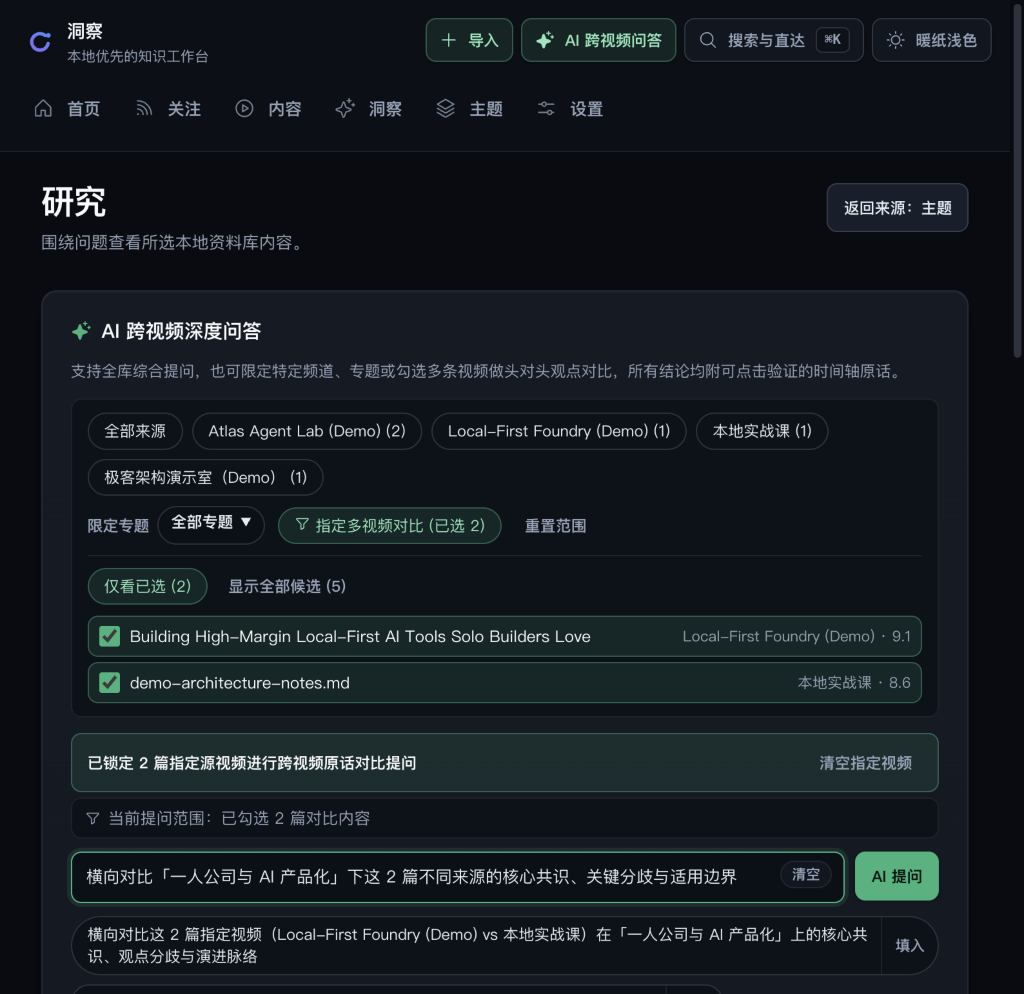 洞察
本地优先的知识工作台
导入
AI 跨视频问答
搜索与直达 ⌘K
暖纸浅色
首页
关注
内容
洞察
主题
设置
研究
围绕问题查看所选本地资料库内容。
返回来源：主题
AI 跨视频深度问答
支持全库综合提问，也可限定特定频道、专题或勾选多条视频做头对头观点对比，所有结论均附可点击验证的时间轴原话。
全部来源
Atlas Agent Lab (Demo) (2)
Local-First Foundry (Demo) (1)
本地实战课 (1)
极客架构演示室（Demo） (1)
限定专题
全部专题 ▼
指定多视频对比 (已选 2)
重置范围
仅看已选 (2)
显示全部候选 (5)
Building High-Margin Local-First AI Tools Solo Builders Love
Local-First Foundry (Demo) · 9.1
demo-architecture-notes.md
本地实战课 · 8.6
已锁定 2 篇指定源视频进行跨视频原话对比提问
清空指定视频
当前提问范围：已勾选 2 篇对比内容
横向对比「一人公司与 AI 产品化」下这 2 篇不同来源的核心共识、关键分歧与适用边界
清空
AI 提问
横向对比这 2 篇指定视频（Local-First Foundry (Demo) vs 本地实战课）在「一人公司与 AI 产品化」上的核心共
识、观点分歧与演进脉络
填入